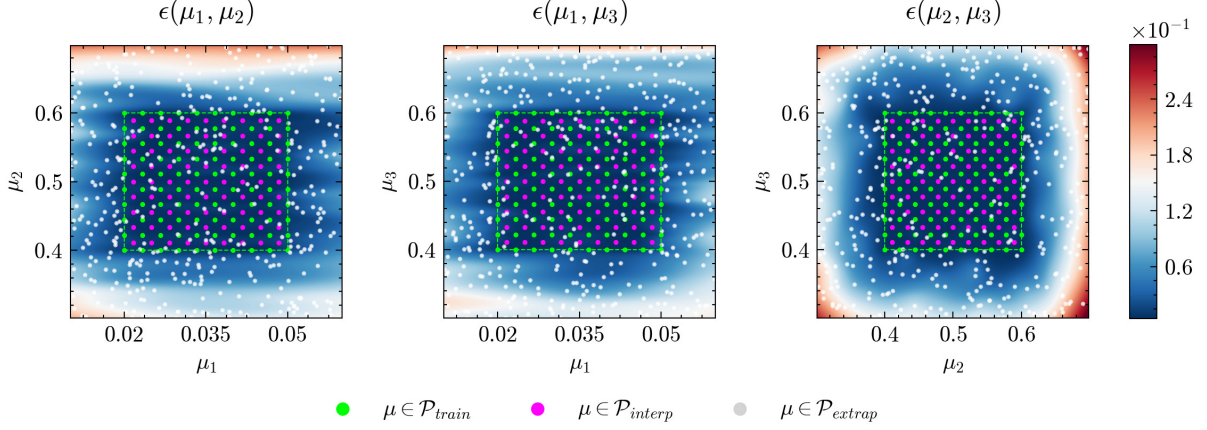 ϵ(μ₁, μ₂) ϵ(μ₁, μ₃) ϵ(μ₂, μ₃) ×10⁻¹
0.6 0.6 0.6 2.4
1.8
μ₂ 0.5 μ₃ 0.5 μ₃ 0.5
1.2
0.4 0.4 0.4 0.6
0.02 0.035 0.05 0.02 0.035 0.05 0.4 0.5 0.6
μ₁ μ₁ μ₂
μ ∈ 𝒫_train μ ∈ 𝒫_interp μ ∈ 𝒫_extrap